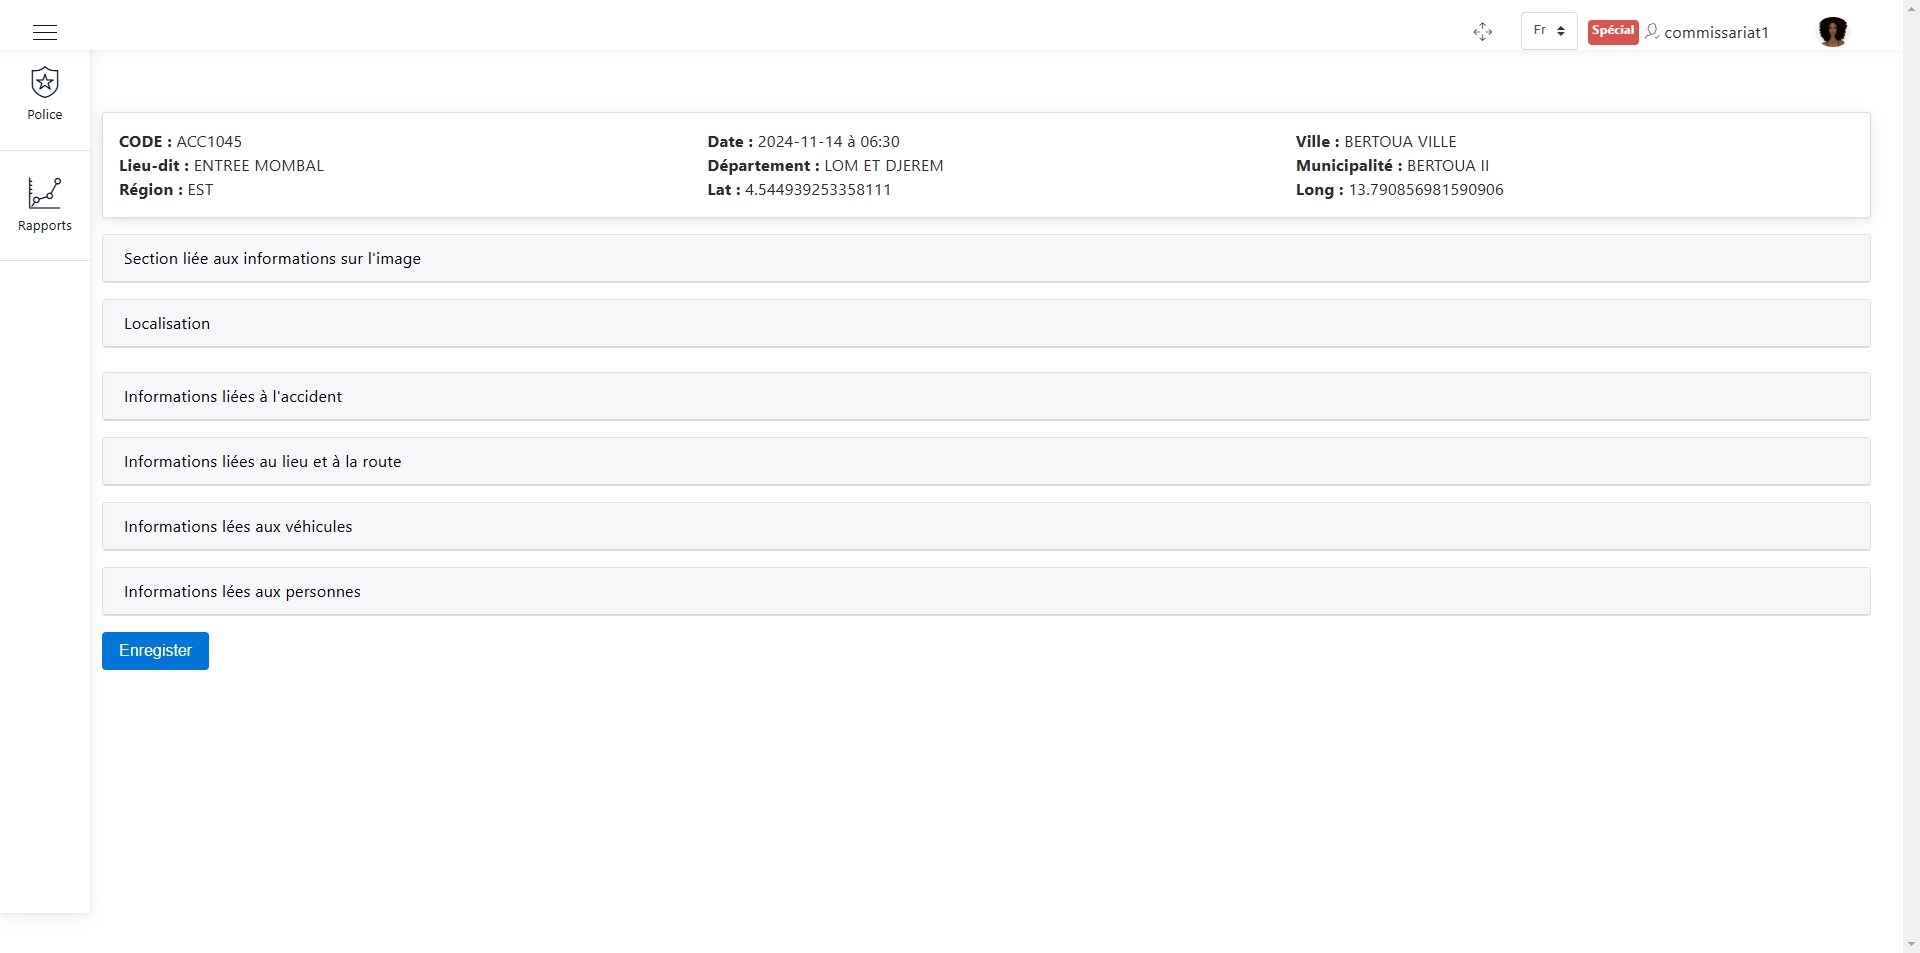 Fr
Spécial
commissariat1
Police
Rapports
CODE : ACC1045
Date : 2024-11-14 à 06:30
Ville : BERTOUA VILLE
Lieu-dit : ENTREE MOMBAL
Département : LOM ET DJEREM
Municipalité : BERTOUA II
Région : EST
Lat : 4.544939253358111
Long : 13.790856981590906
Section liée aux informations sur l'image
Localisation
Informations liées à l'accident
Informations liées au lieu et à la route
Informations lées aux véhicules
Informations lées aux personnes
Enregister